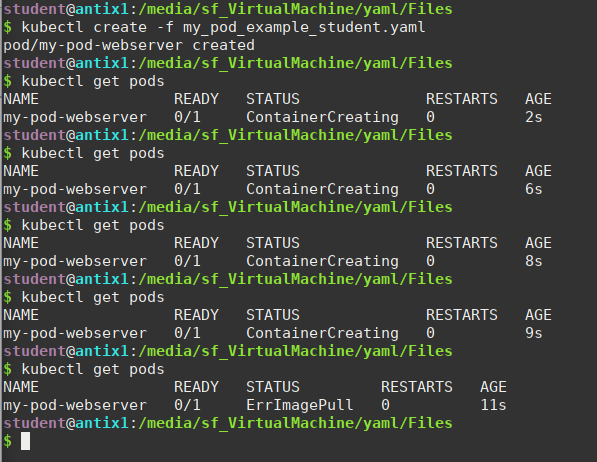 student@antix1:/media/sf_VirtualMachine/yaml/Files
$ kubectl create -f my_pod_example_student.yaml
pod/my-pod-webserver created
student@antix1:/media/sf_VirtualMachine/yaml/Files
$ kubectl get pods
NAME READY STATUS RESTARTS AGE
my-pod-webserver 0/1 ContainerCreating 0 2s
student@antix1:/media/sf_VirtualMachine/yaml/Files
$ kubectl get pods
NAME READY STATUS RESTARTS AGE
my-pod-webserver 0/1 ContainerCreating 0 6s
student@antix1:/media/sf_VirtualMachine/yaml/Files
$ kubectl get pods
NAME READY STATUS RESTARTS AGE
my-pod-webserver 0/1 ContainerCreating 0 8s
student@antix1:/media/sf_VirtualMachine/yaml/Files
$ kubectl get pods
NAME READY STATUS RESTARTS AGE
my-pod-webserver 0/1 ContainerCreating 0 9s
student@antix1:/media/sf_VirtualMachine/yaml/Files
$ kubectl get pods
NAME READY STATUS RESTARTS AGE
my-pod-webserver 0/1 ErrImagePull 0 11s
student@antix1:/media/sf_VirtualMachine/yaml/Files
$